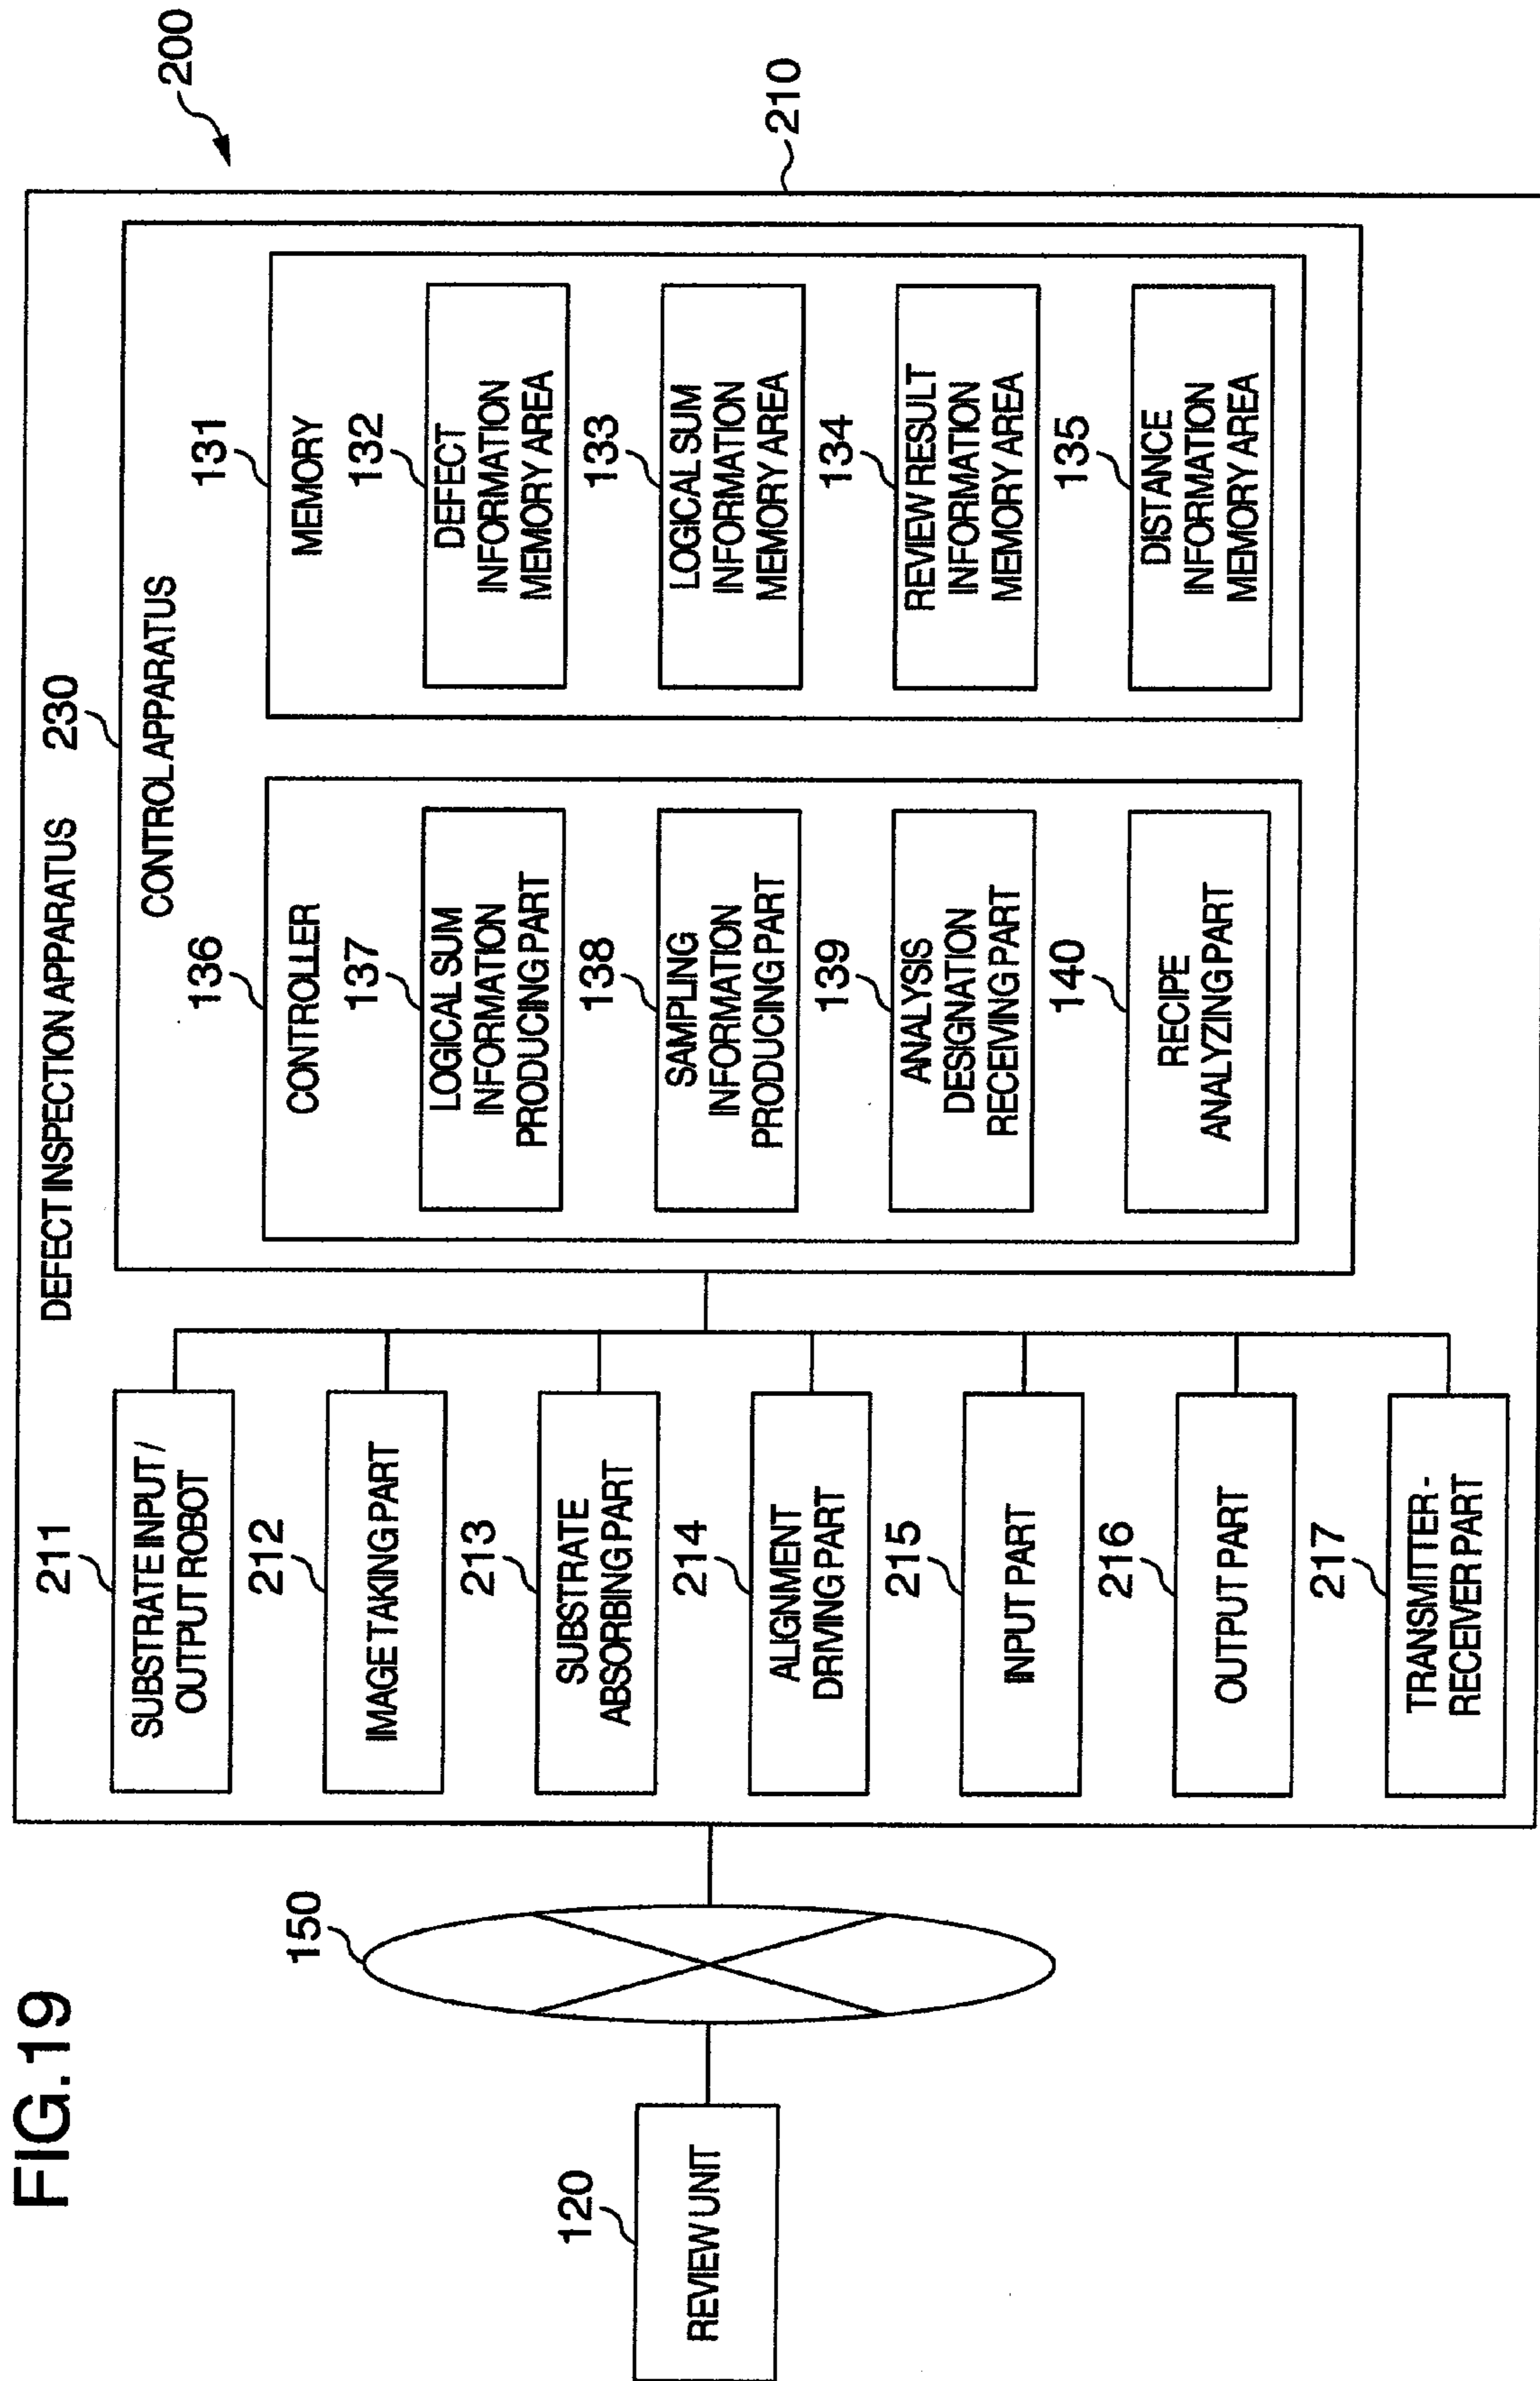 FIG.19
200
DEFECT INSPECTION APPARATUS
210
211
SUBSTRATE INPUT /
OUTPUT ROBOT
212
IMAGE TAKING PART
213
SUBSTRATE
ABSORBING PART
214
ALIGNMENT
DRIVING PART
215
INPUT PART
216
OUTPUT PART
217
TRANSMITTER-
RECEIVER PART
230
CONTROL APPARATUS
136
CONTROLLER
137
LOGICAL SUM
INFORMATION
PRODUCING PART
138
SAMPLING
INFORMATION
PRODUCING PART
139
ANALYSIS
DESIGNATION
RECEIVING PART
140
RECIPE
ANALYZING PART
131
MEMORY
132
DEFECT
INFORMATION
MEMORY AREA
133
LOGICAL SUM
INFORMATION
MEMORY AREA
134
REVIEW RESULT
INFORMATION
MEMORY AREA
135
DISTANCE
INFORMATION
MEMORY AREA
150
120
REVIEW UNIT